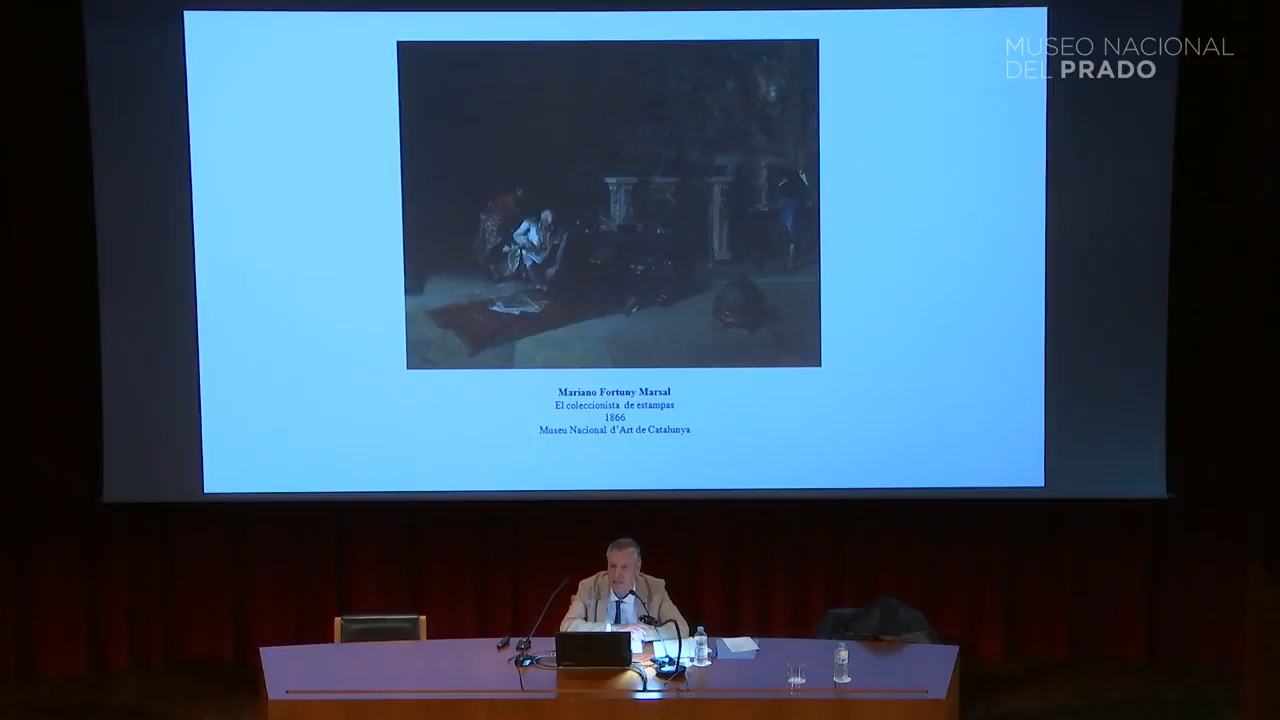 MUSEO NACIONAL
DEL PRADO
Mariano Fortuny Marsal
El coleccionista de estampas
1866
Museu Nacional d'Art de Catalunya